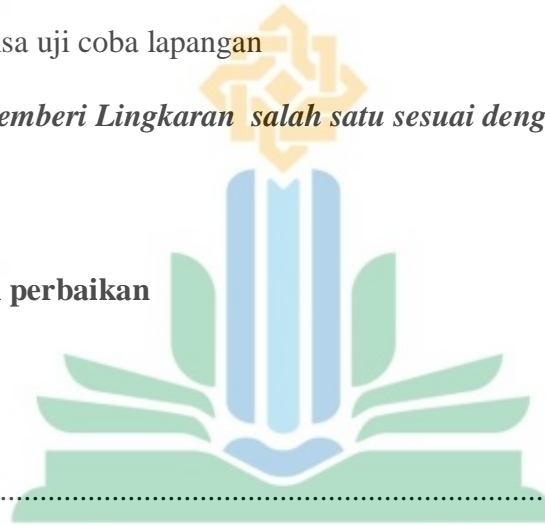 sa uji coba lapangan
emberi Lingkaran salah satu sesuai deng
perbaikan
................................................................